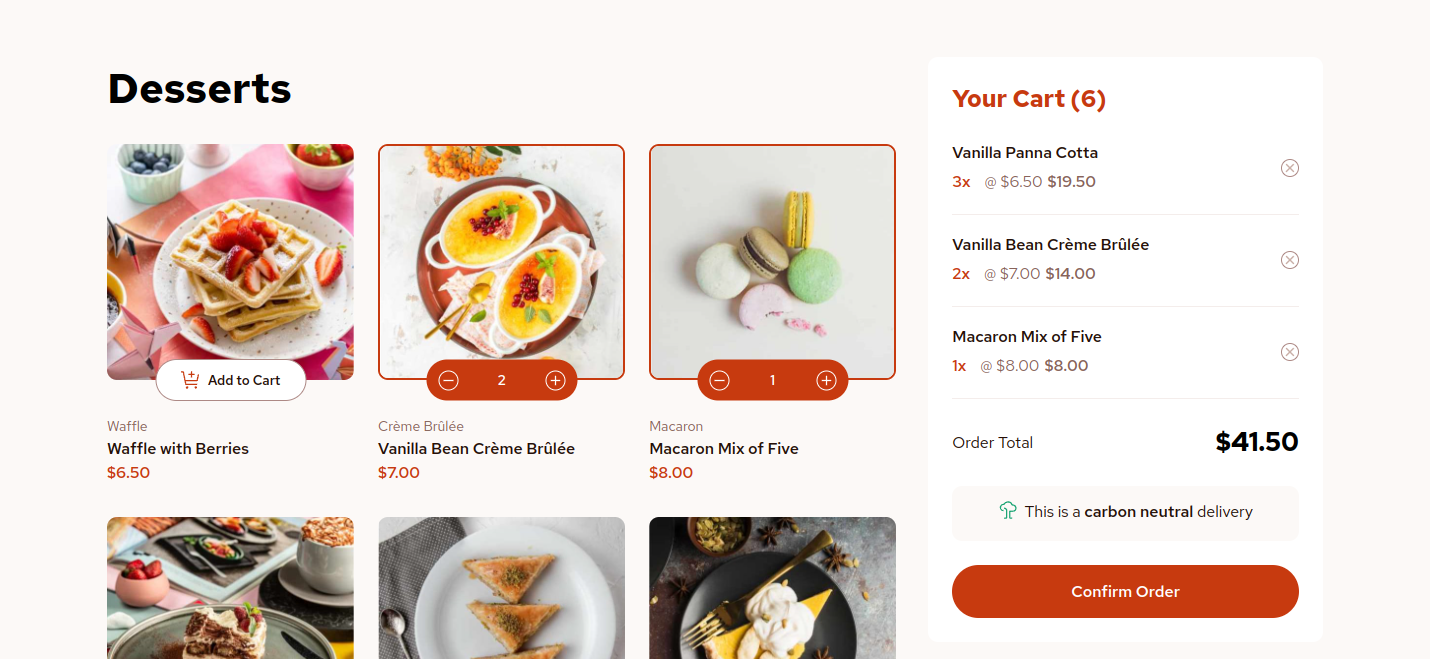 Desserts
Add to Cart
Waffle
Waffle with Berries
$6.50
2
Crème Brûlée
Vanilla Bean Crème Brûlée
$7.00
1
Macaron
Macaron Mix of Five
$8.00
Your Cart (6)
Vanilla Panna Cotta
3x @ $6.50 $19.50
Vanilla Bean Crème Brûlée
2x @ $7.00 $14.00
Macaron Mix of Five
1x @ $8.00 $8.00
Order Total $41.50
This is a carbon neutral delivery
Confirm Order